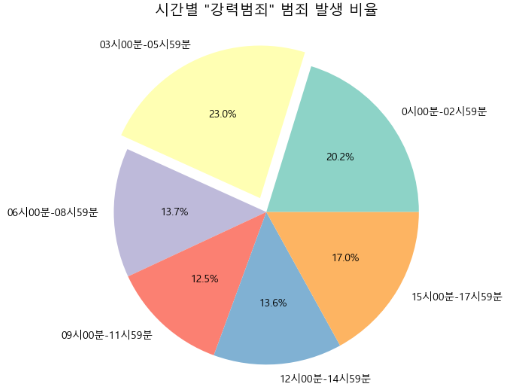 시간별 "강력범죄" 범죄 발생 비율
03시00분-05시59분
0시00분-02시59분
23.0%
20.2%
06시00분-08시59분
13.7%
17.0%
12.5%
13.6%
15시00분-17시59분
09시00분-11시59분
12시00분-14시59분